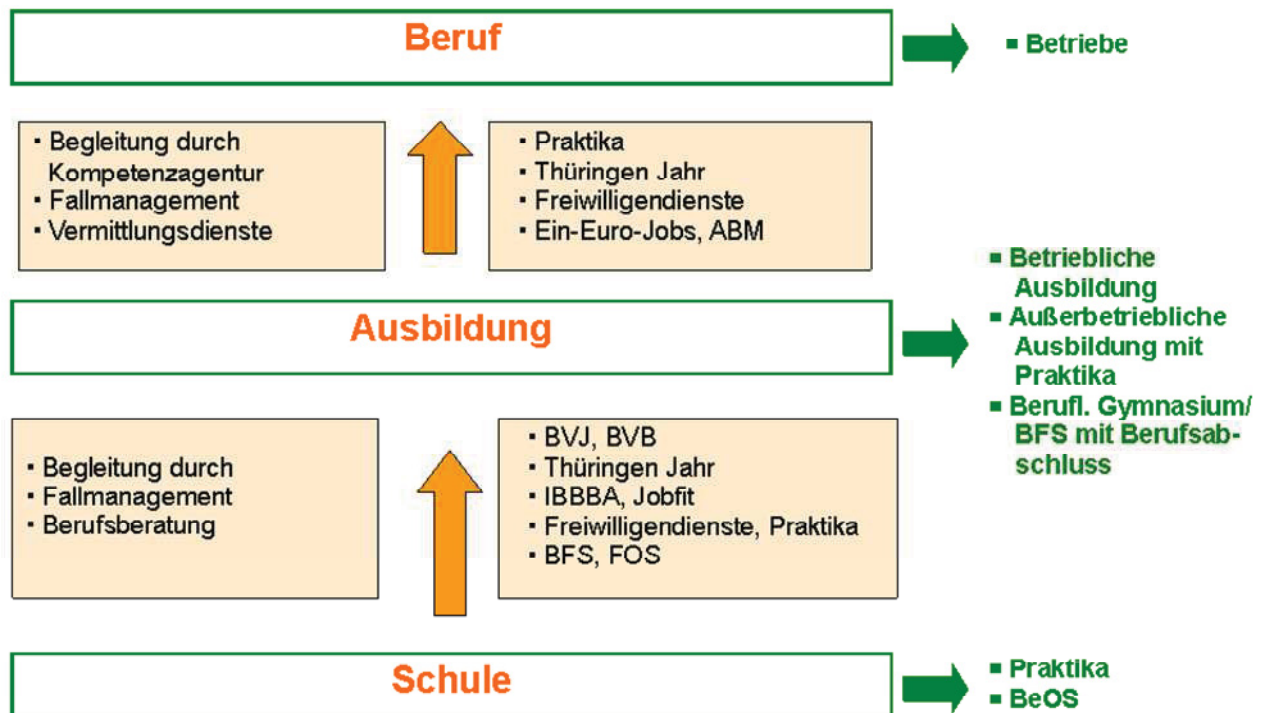 Beruf
▪ Betriebe
▪ Begleitung durch
Kompetenzagentur
▪ Fallmanagement
▪ Vermittlungsdienste
▪ Praktika
▪ Thüringen Jahr
▪ Freiwilligendienste
▪ Ein-Euro-Jobs, ABM
Ausbildung
▪ Betriebliche
Ausbildung
▪ Außerbetriebliche
Ausbildung mit
Praktika
▪ Berufl. Gymnasium/
BFS mit Berufsab-
schluss
▪ Begleitung durch
▪ Fallmanagement
▪ Berufsberatung
▪ BVJ, BVB
▪ Thüringen Jahr
▪ IBBBA, Jobfit
▪ Freiwilligendienste, Praktika
▪ BFS, FOS
Schule
▪ Praktika
▪ BeOS